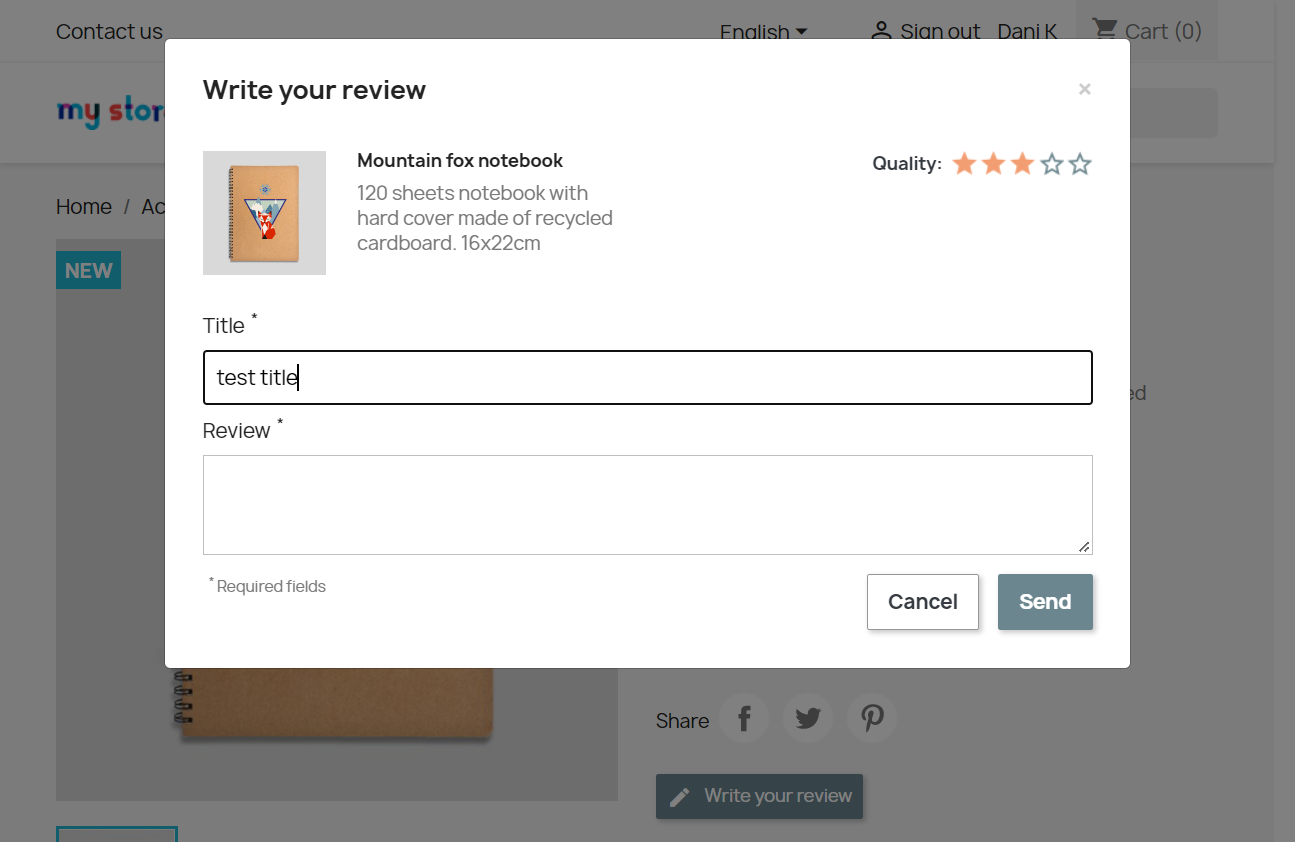 Contact us
English
Sign out
Dani K
Cart (0)
my stor
Home / Ac
NEW
Write your review
×
Mountain fox notebook
120 sheets notebook with
hard cover made of recycled
cardboard. 16x22cm
Quality:
Title *
test title
Review *
* Required fields
Cancel
Send
ed
Share
Write your review